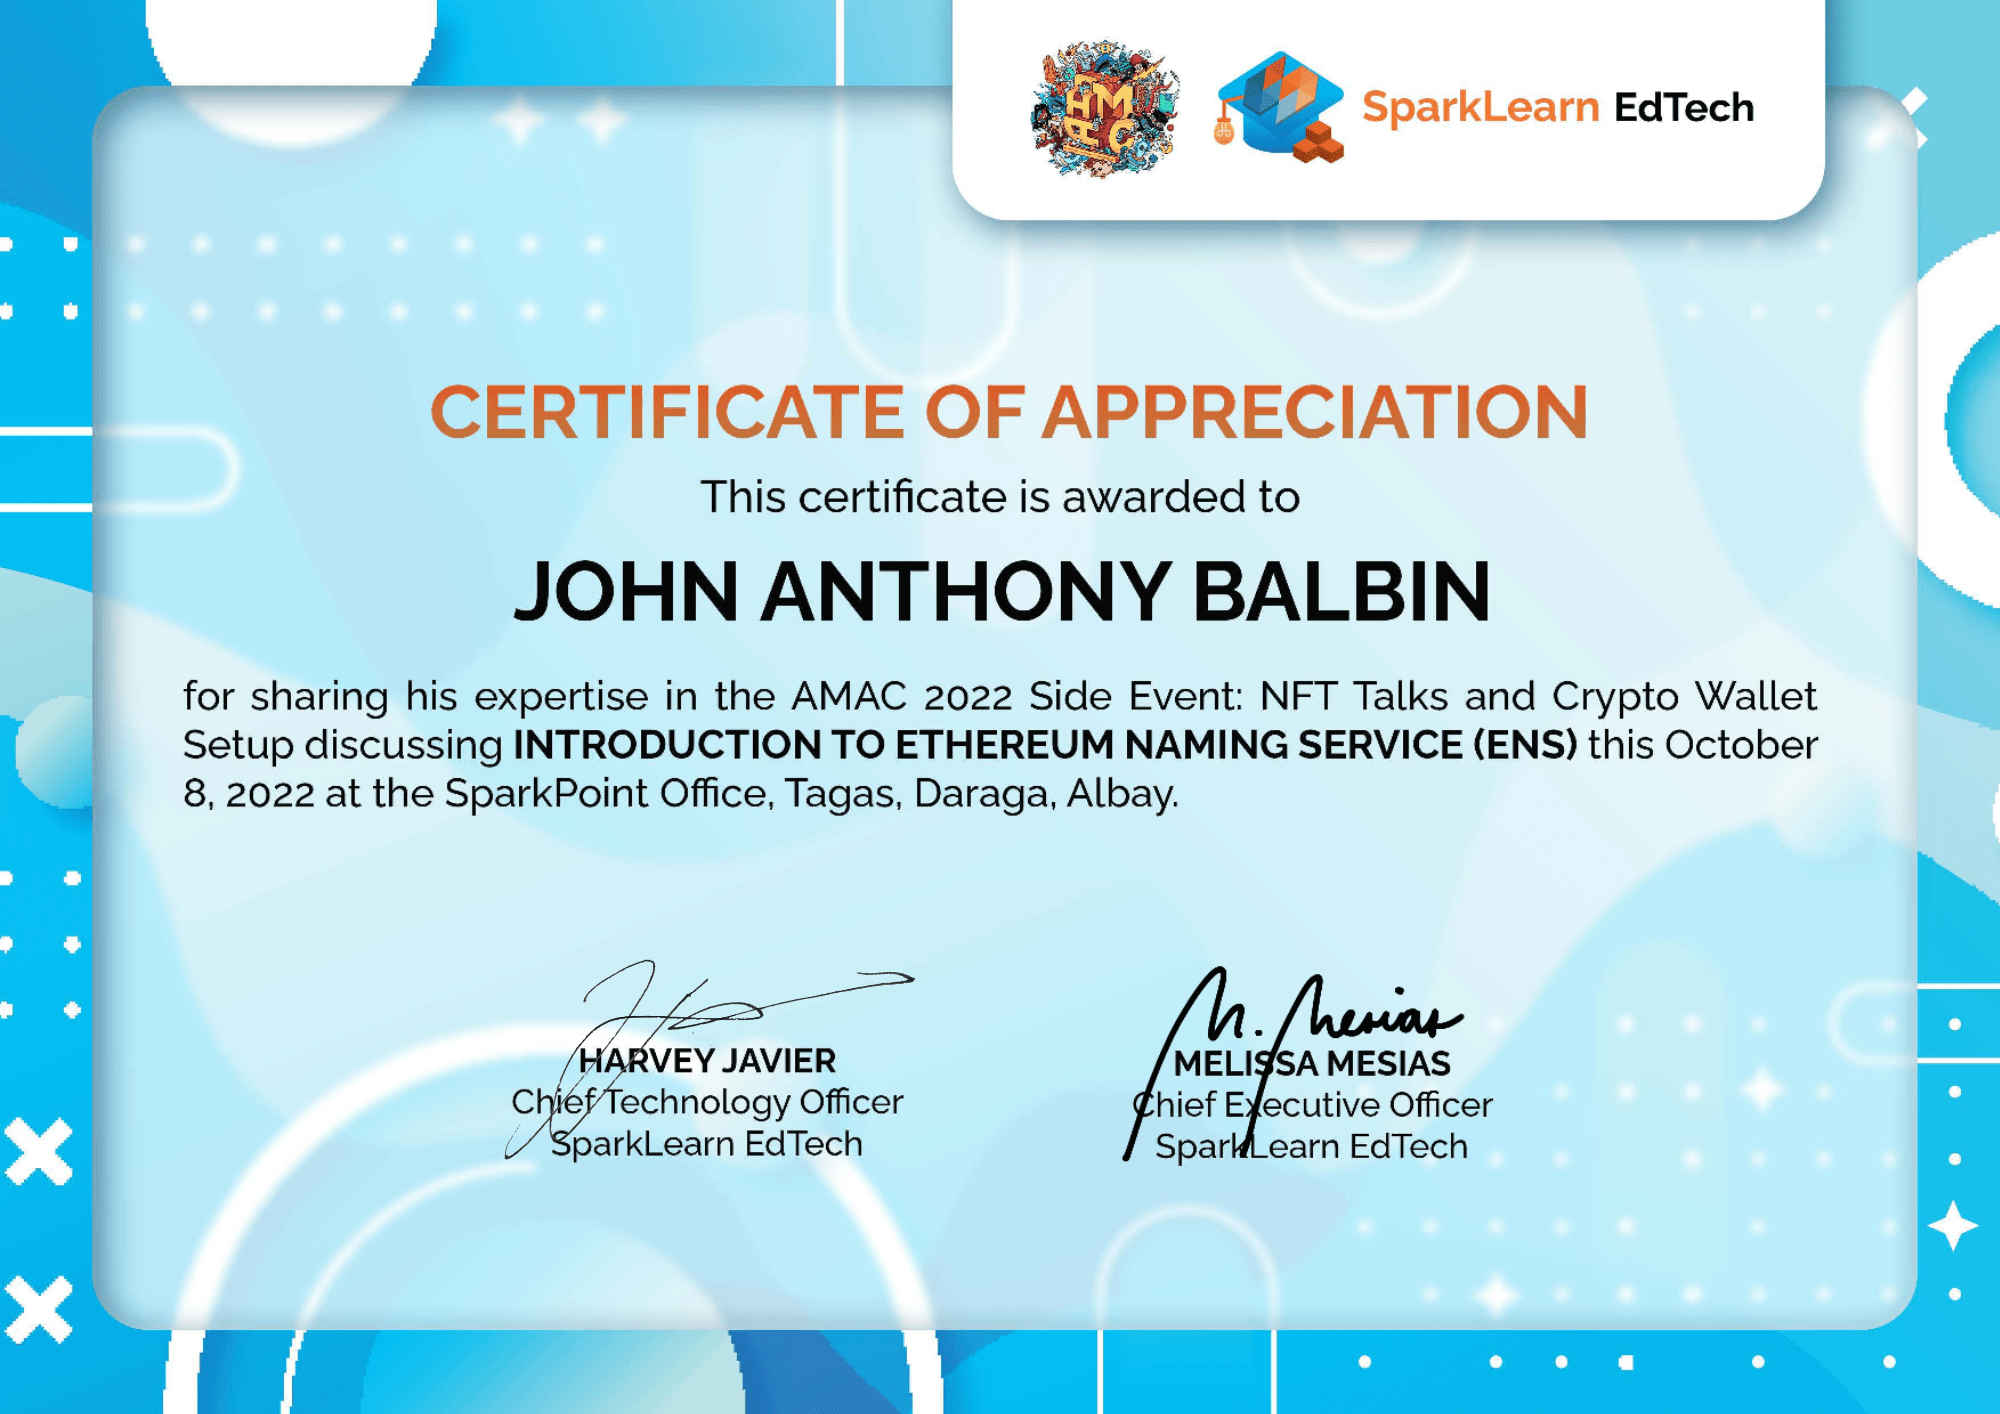 AMAC
SparkLearn EdTech
CERTIFICATE OF APPRECIATION
This certificate is awarded to
JOHN ANTHONY BALBIN
for sharing his expertise in the AMAC 2022 Side Event: NFT Talks and Crypto Wallet
Setup discussing INTRODUCTION TO ETHEREUM NAMING SERVICE (ENS) this October
8, 2022 at the SparkPoint Office, Tagas, Daraga, Albay.
M. Mesias
HARVEY JAVIER
Chief Technology Officer
SparkLearn EdTech
MELISSA MESIAS
Chief Executive Officer
SparkLearn EdTech